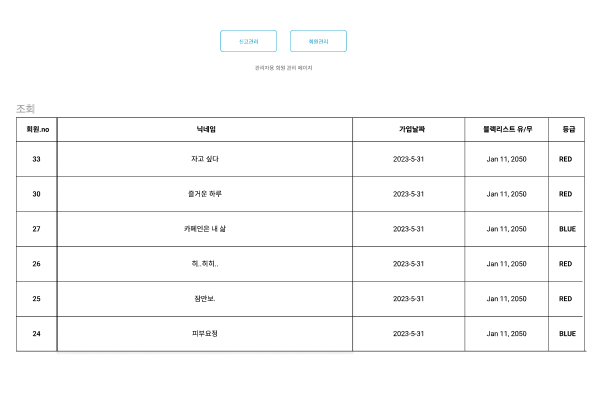 신고관리 회원관리
관리자용 회원 관리 페이지
조회
회원.no 닉네임 가입날짜 블랙리스트 유/무 등급
33 자고 싶다 2023-5-31 Jan 11, 2050 RED
30 즐거운 하루 2023-5-31 Jan 11, 2050 RED
27 카페인은 내 삶 2023-5-31 Jan 11, 2050 BLUE
26 히..히히.. 2023-5-31 Jan 11, 2050 RED
25 잠만보. 2023-5-31 Jan 11, 2050 RED
24 피부요정 2023-5-31 Jan 11, 2050 BLUE